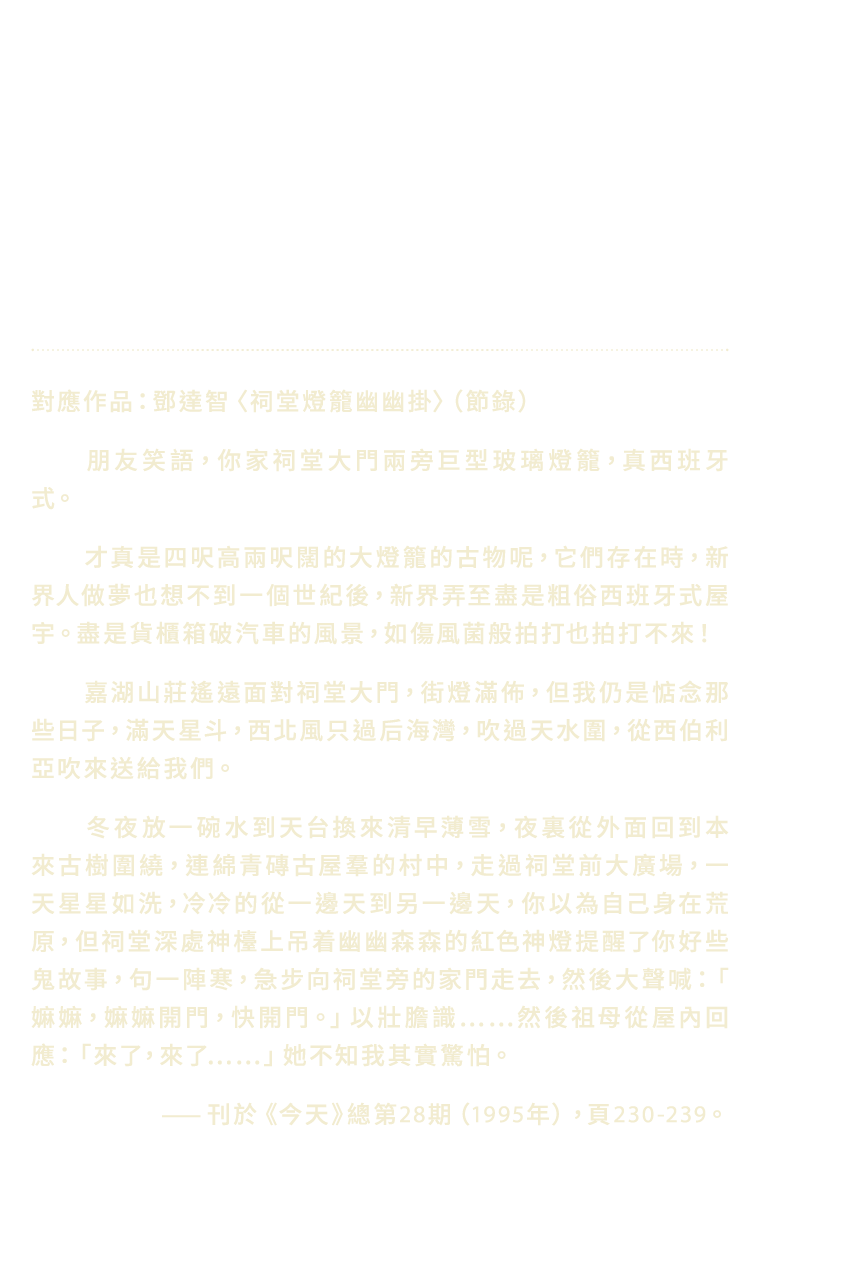 對應作品：鄧達智〈祠堂燈籠幽幽掛〉（節錄）
朋友笑語，你家祠堂大門兩旁巨型玻璃燈籠，真西班牙
式。
才真是四呎高兩呎闊的大燈籠的古物呢，它們存在時，新
界人做夢也想不到一個世紀後，新界弄至盡是粗俗西班牙式屋
宇。盡是貨櫃箱破汽車的風景，如傷風菌般拍打也拍打不來！
嘉湖山莊遙遠面對祠堂大門，街燈滿佈，但我仍是惦念那
些日子，滿天星斗，西北風只過后海灣，吹過天水圍，從西伯利
亞吹來送給我們。
冬夜放一碗水到天台換來清早薄雪，夜裏從外面回到本
來古樹圍繞，連綿青磚古屋羣的村中，走過祠堂前大廣場，一
天星星如洗，冷冷的從一邊天到另一邊天，你以為自己身在荒
原，但祠堂深處神檯上吊着幽幽森森的紅色神燈提醒了你好些
鬼故事，句一陣寒，急步向祠堂旁的家門走去，然後大聲喊：「
嫲嫲，嫲嫲開門，快開門。」以壯膽識……然後祖母從屋內回
應：「來了，來了……」她不知我其實驚怕。
—— 刊於《今天》總第28期（1995年），頁230-239。